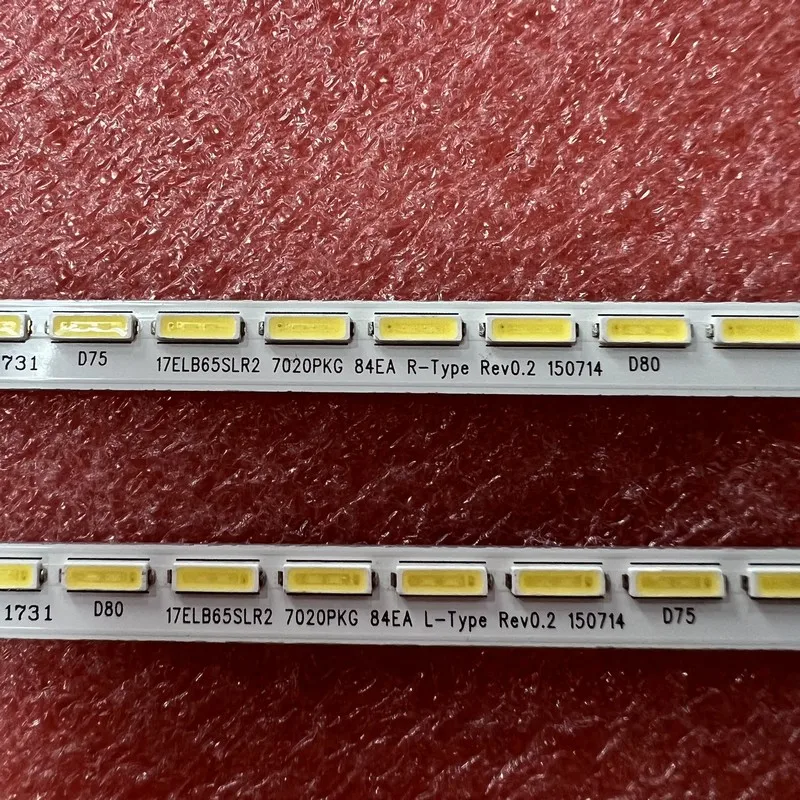 1731 D75 17ELB65SLR2 7020PKG 84EA R-Type Rev0.2 150714 D80
1731 D80 17ELB65SLR2 7020PKG 84EA L-Type Rev0.2 150714 D75